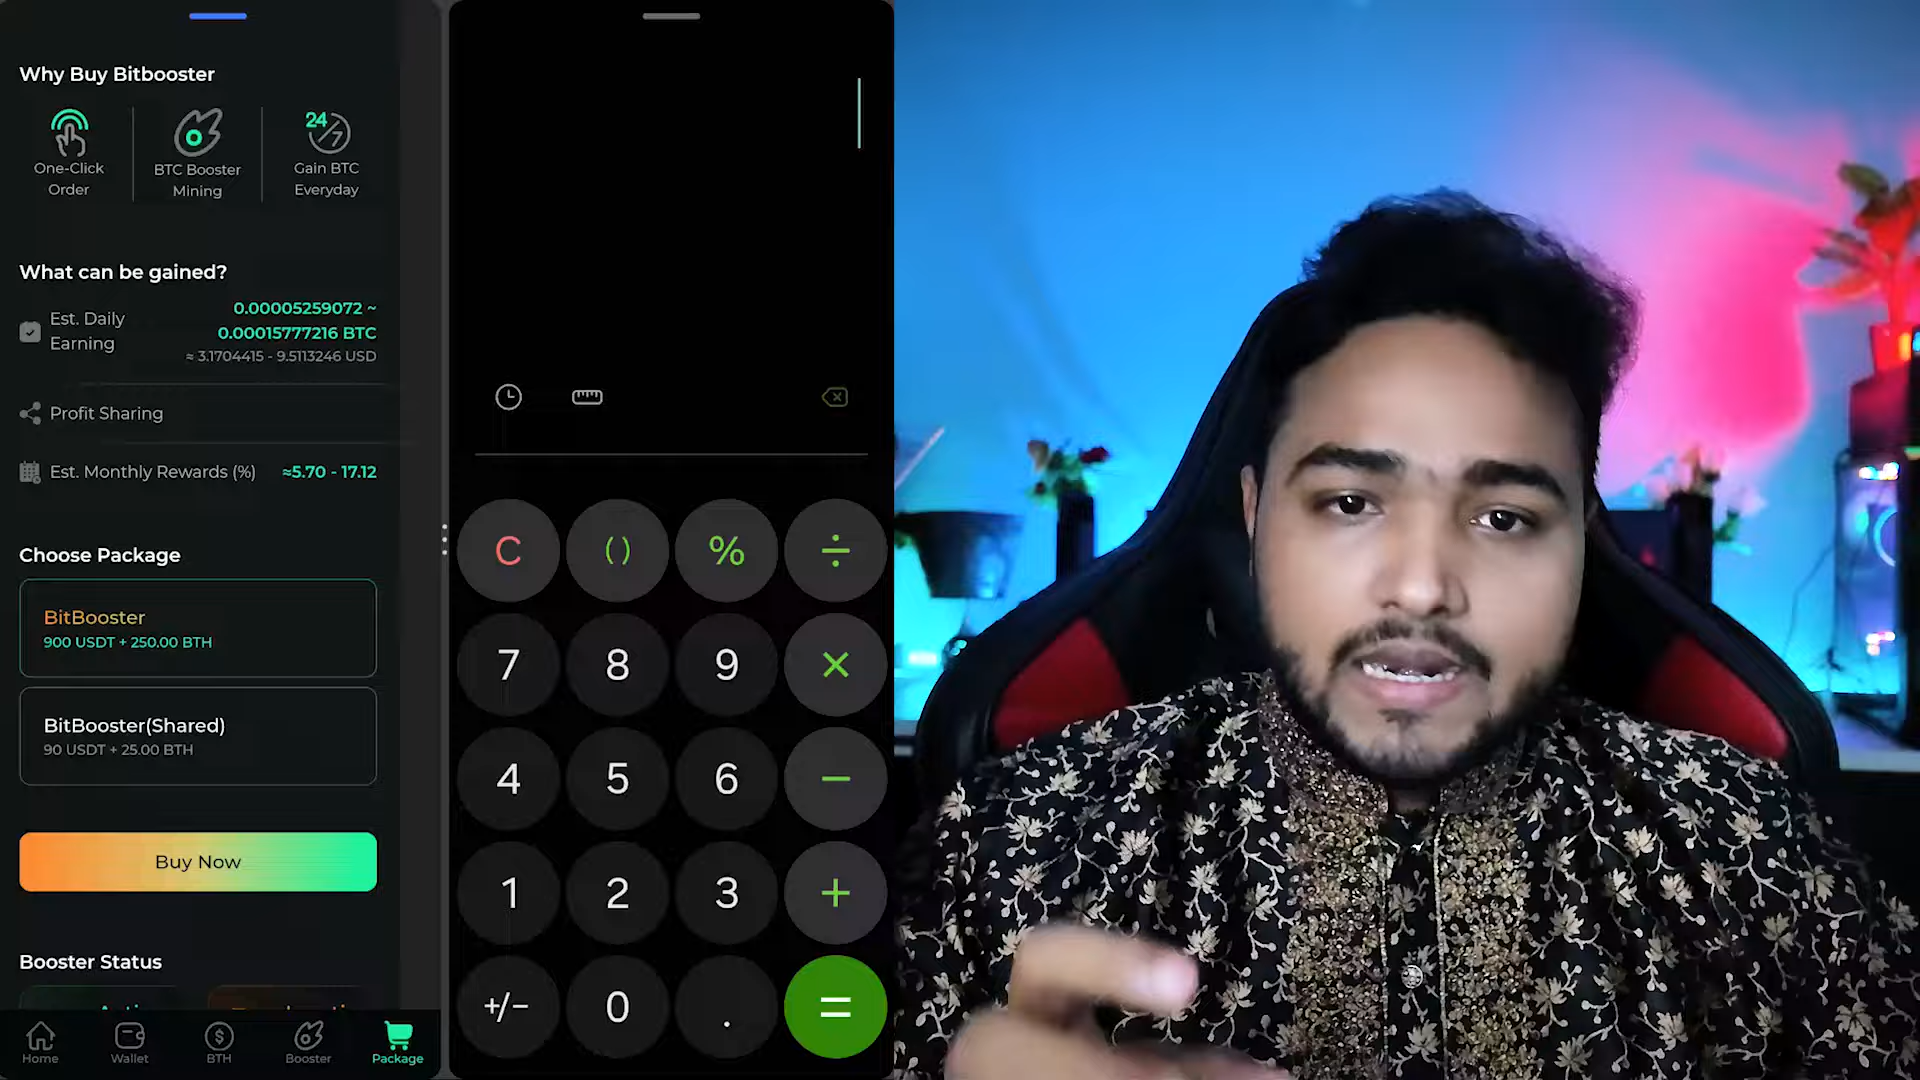 Why Buy Bitbooster
24
7
One-Click
Order
BTC Booster
Mining
Gain BTC
Everyday
What can be gained?
Est. Daily
Earning
0.00005259072 ~
0.00015777216 BTC
≈ 3.1704415 - 9.5113246 USD
Profit Sharing
Est. Monthly Rewards (%) ≈5.70 - 17.12
Choose Package
BitBooster
900 USDT + 250.00 BTH
BitBooster(Shared)
90 USDT + 25.00 BTH
Buy Now
Booster Status
Home
Wallet
BTH
Booster
Package
C ( ) % ÷
7 8 9 ×
4 5 6 −
1 2 3 +
+/− 0 . =